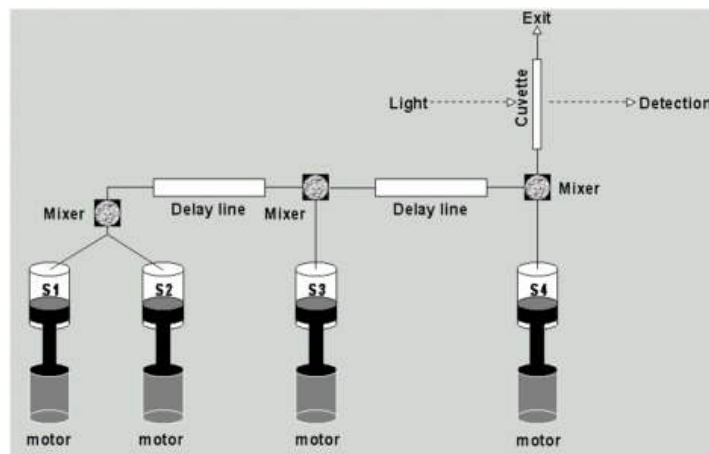 Exit
Cuvette
Light
Detection
Mixer
Delay line
Mixer
Delay line
Mixer
S1
S2
S3
S4
motor
motor
motor
motor